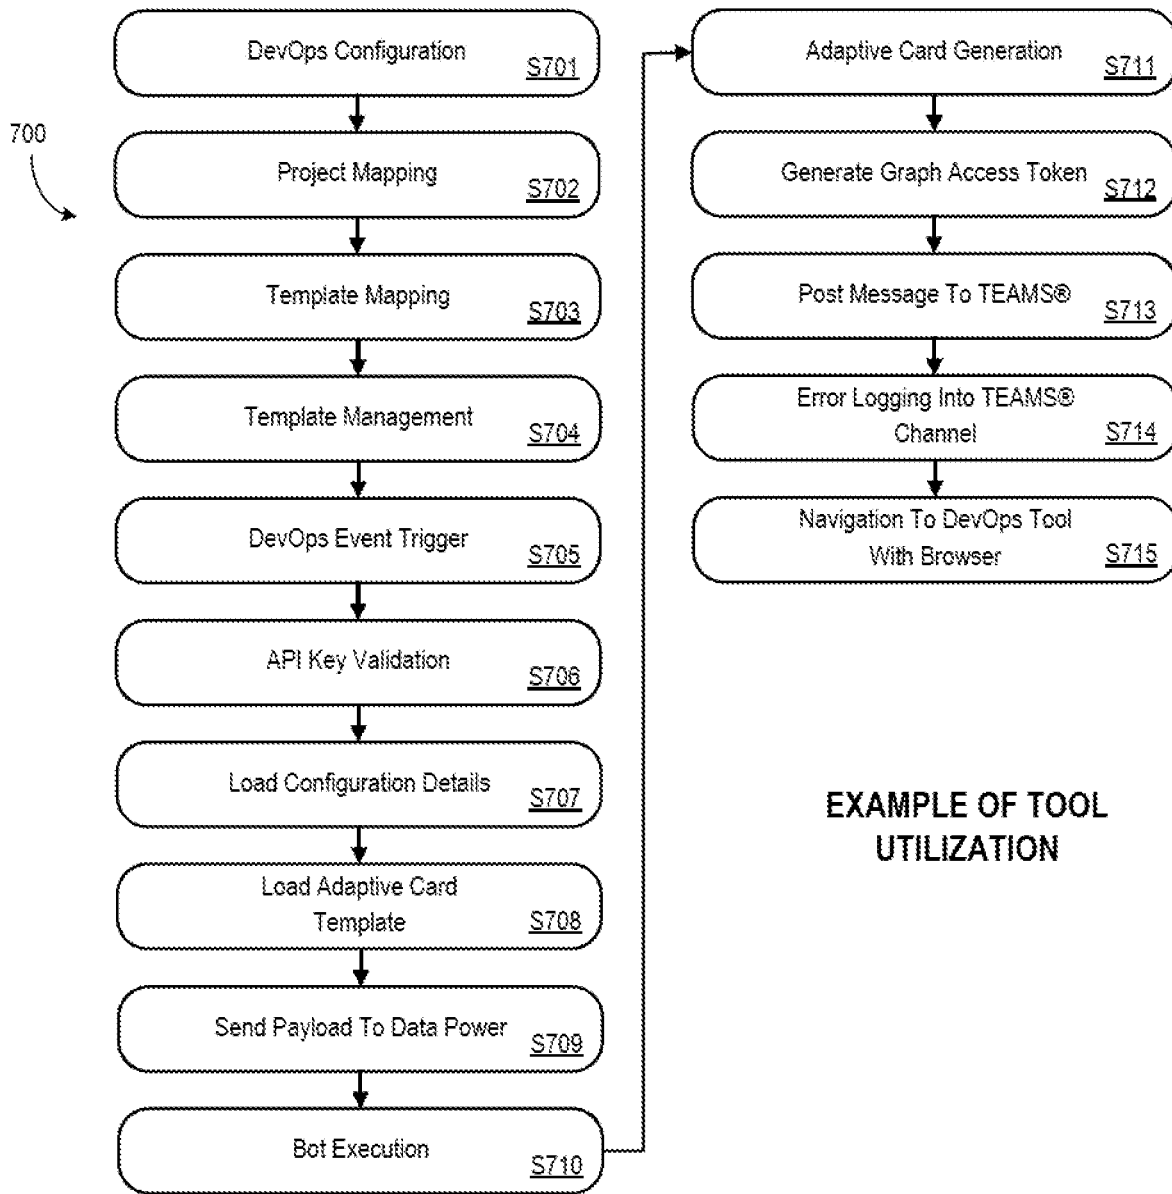 700
DevOps Configuration
S701
Project Mapping
S702
Template Mapping
S703
Template Management
S704
DevOps Event Trigger
S705
API Key Validation
S706
Load Configuration Details
S707
Load Adaptive Card
Template
S708
Send Payload To Data Power
S709
Bot Execution
S710
Adaptive Card Generation
S711
Generate Graph Access Token
S712
Post Message To TEAMS®
S713
Error Logging Into TEAMS®
Channel
S714
Navigation To DevOps Tool
With Browser
S715
EXAMPLE OF TOOL
UTILIZATION